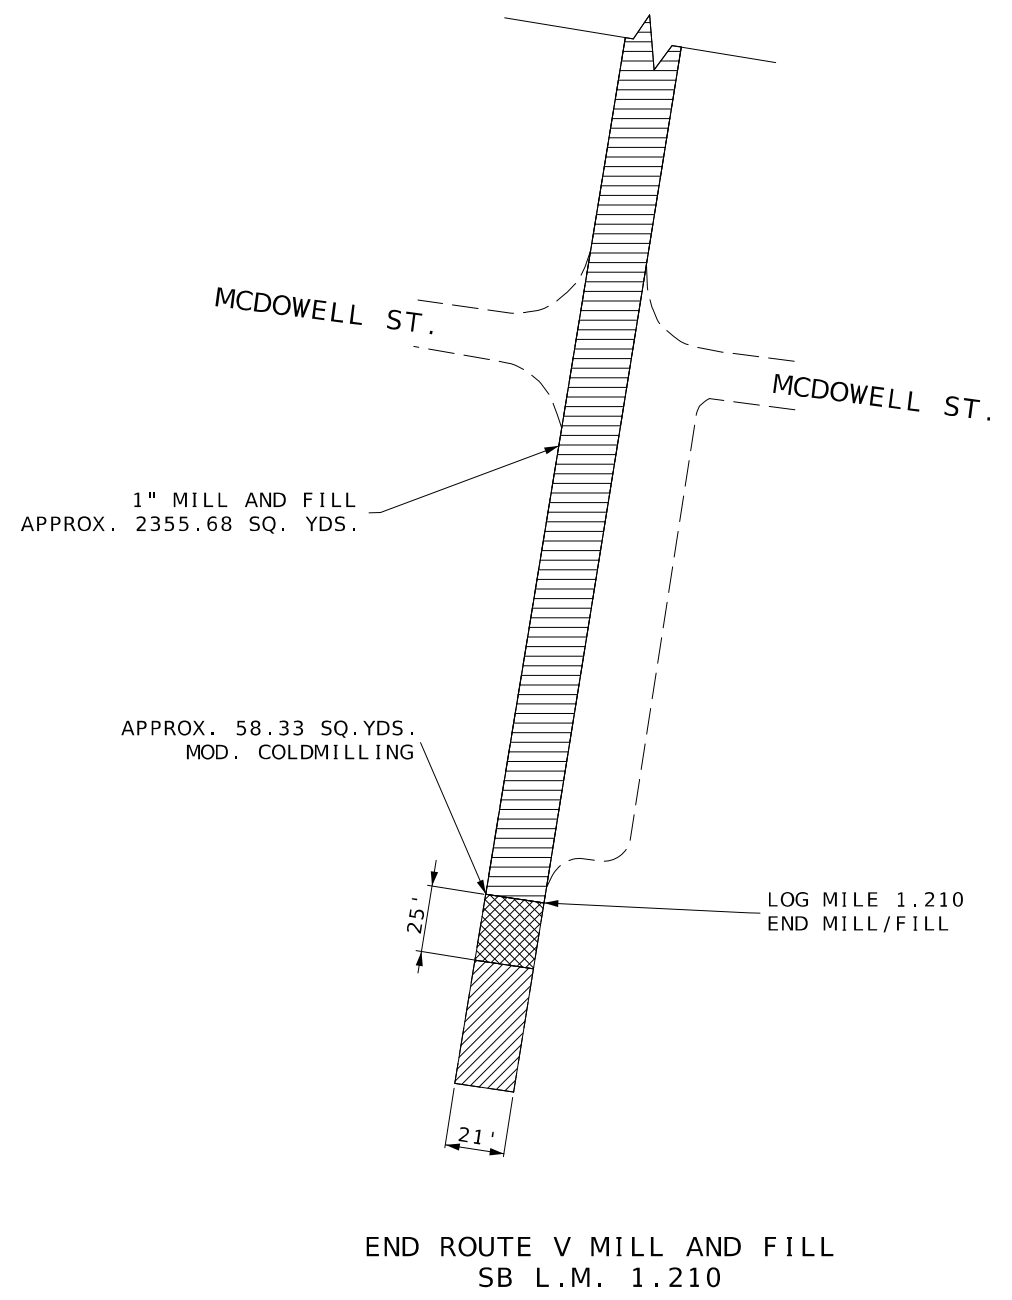 MCDOWELL ST.
MCDOWELL ST.
1" MILL AND FILL
APPROX. 2355.68 SQ. YDS.
APPROX. 58.33 SQ.YDS.
MOD. COLDMILLING
25'
LOG MILE 1.210
END MILL/FILL
21'
END ROUTE V MILL AND FILL
SB L.M. 1.210